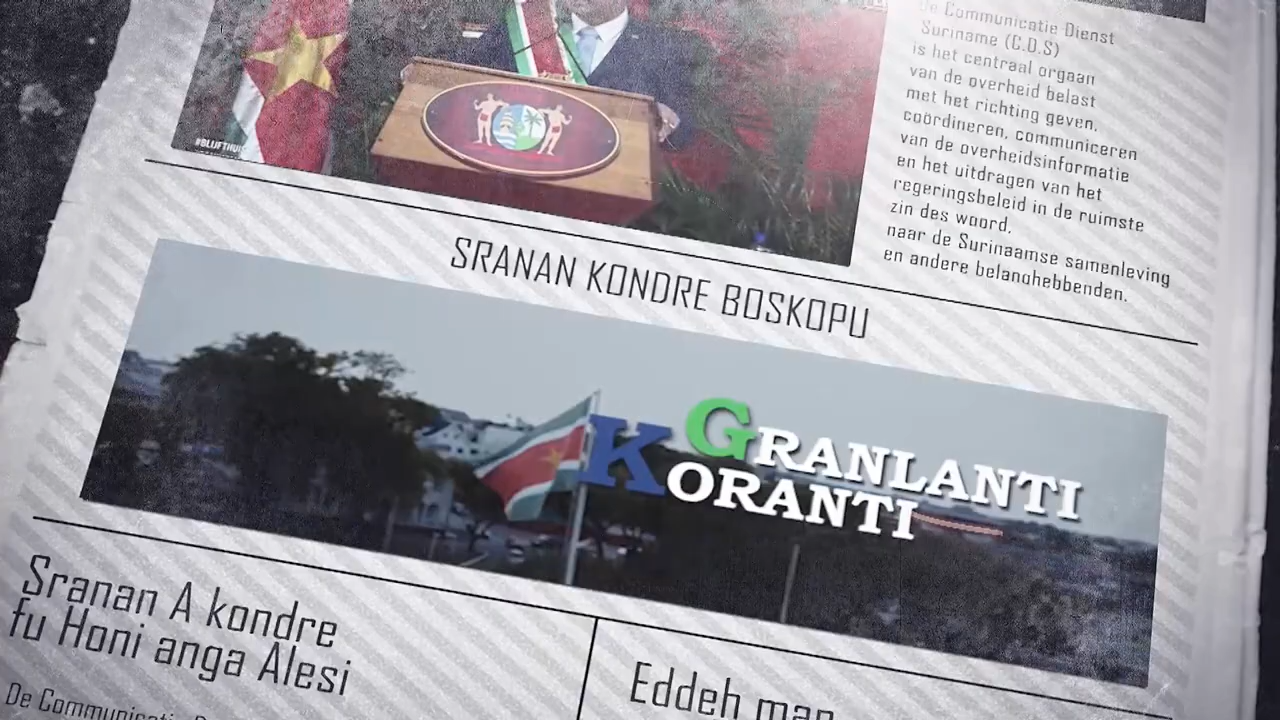 De Communicatie Dienst
Suriname (C.D.S)
is het centraal orgaan
van de overheid belast
met het richting geven,
coördineren, communiceren
van de overheidsinformatie
en het uitdragen van het
regeringsbeleid in de ruimste
zin des woord.
naar de Surinaamse samenleving
en andere belanghebbenden.
SRANAN KONDRE BOSKOPU
GRANLANTI
KORANTI
Sranan A kondre
fu Honi anga Alesi
Eddeh man